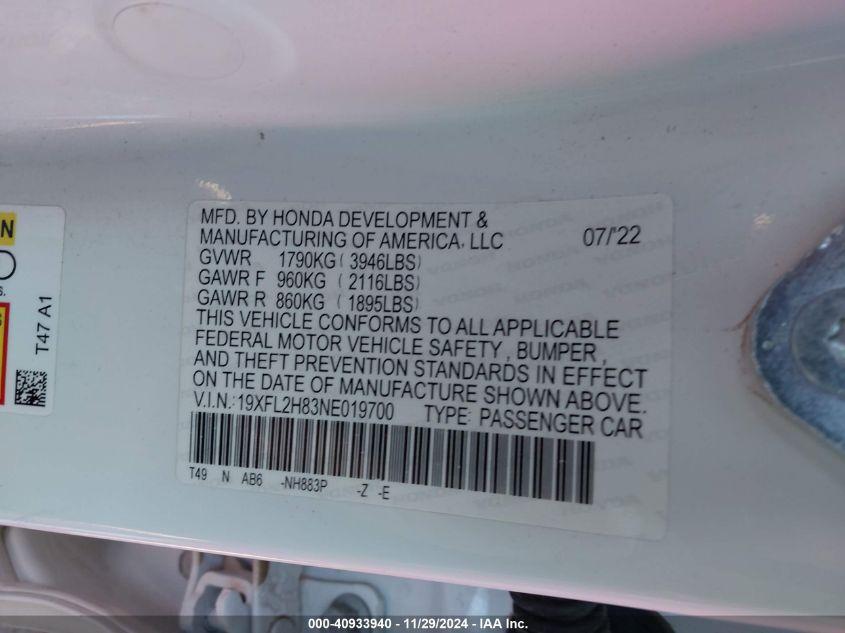 N
S.
S
T47 A1
MFD. BY HONDA DEVELOPMENT &
MANUFACTURING OF AMERICA, LLC 07/'22
GVWR 1790KG ( 3946LBS)
GAWR F 960KG ( 2116LBS)
GAWR R 860KG ( 1895LBS)
THIS VEHICLE CONFORMS TO ALL APPLICABLE
FEDERAL MOTOR VEHICLE SAFETY , BUMPER ,
AND THEFT PREVENTION STANDARDS IN EFFECT
ON THE DATE OF MANUFACTURE SHOWN ABOVE.
V.I.N.:19XFL2H83NE019700 TYPE: PASSENGER CAR
T49 N AB6 -NH883P -Z -E
000-40933940 - 11/29/2024 - IAA Inc.